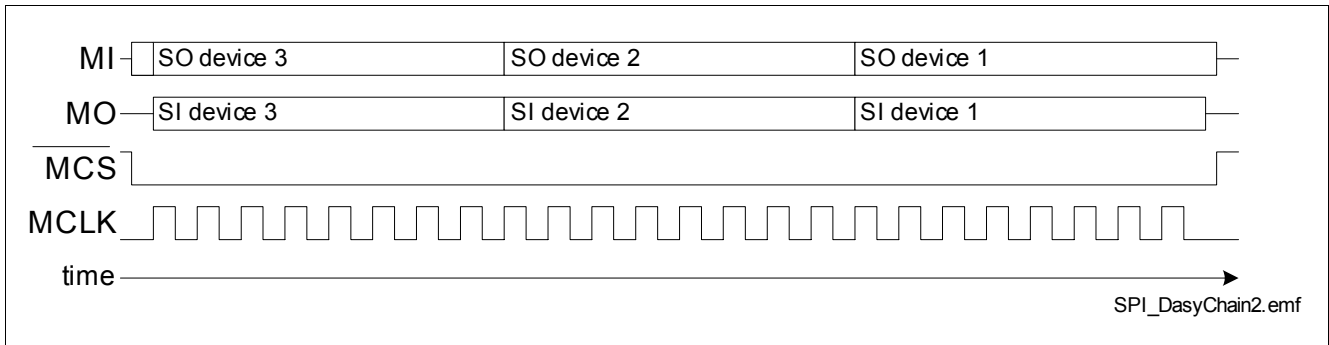 MI SO device 3 SO device 2 SO device 1
MO SI device 3 SI device 2 SI device 1
MCS
MCLK
time
SPI_DasyChain2.emf